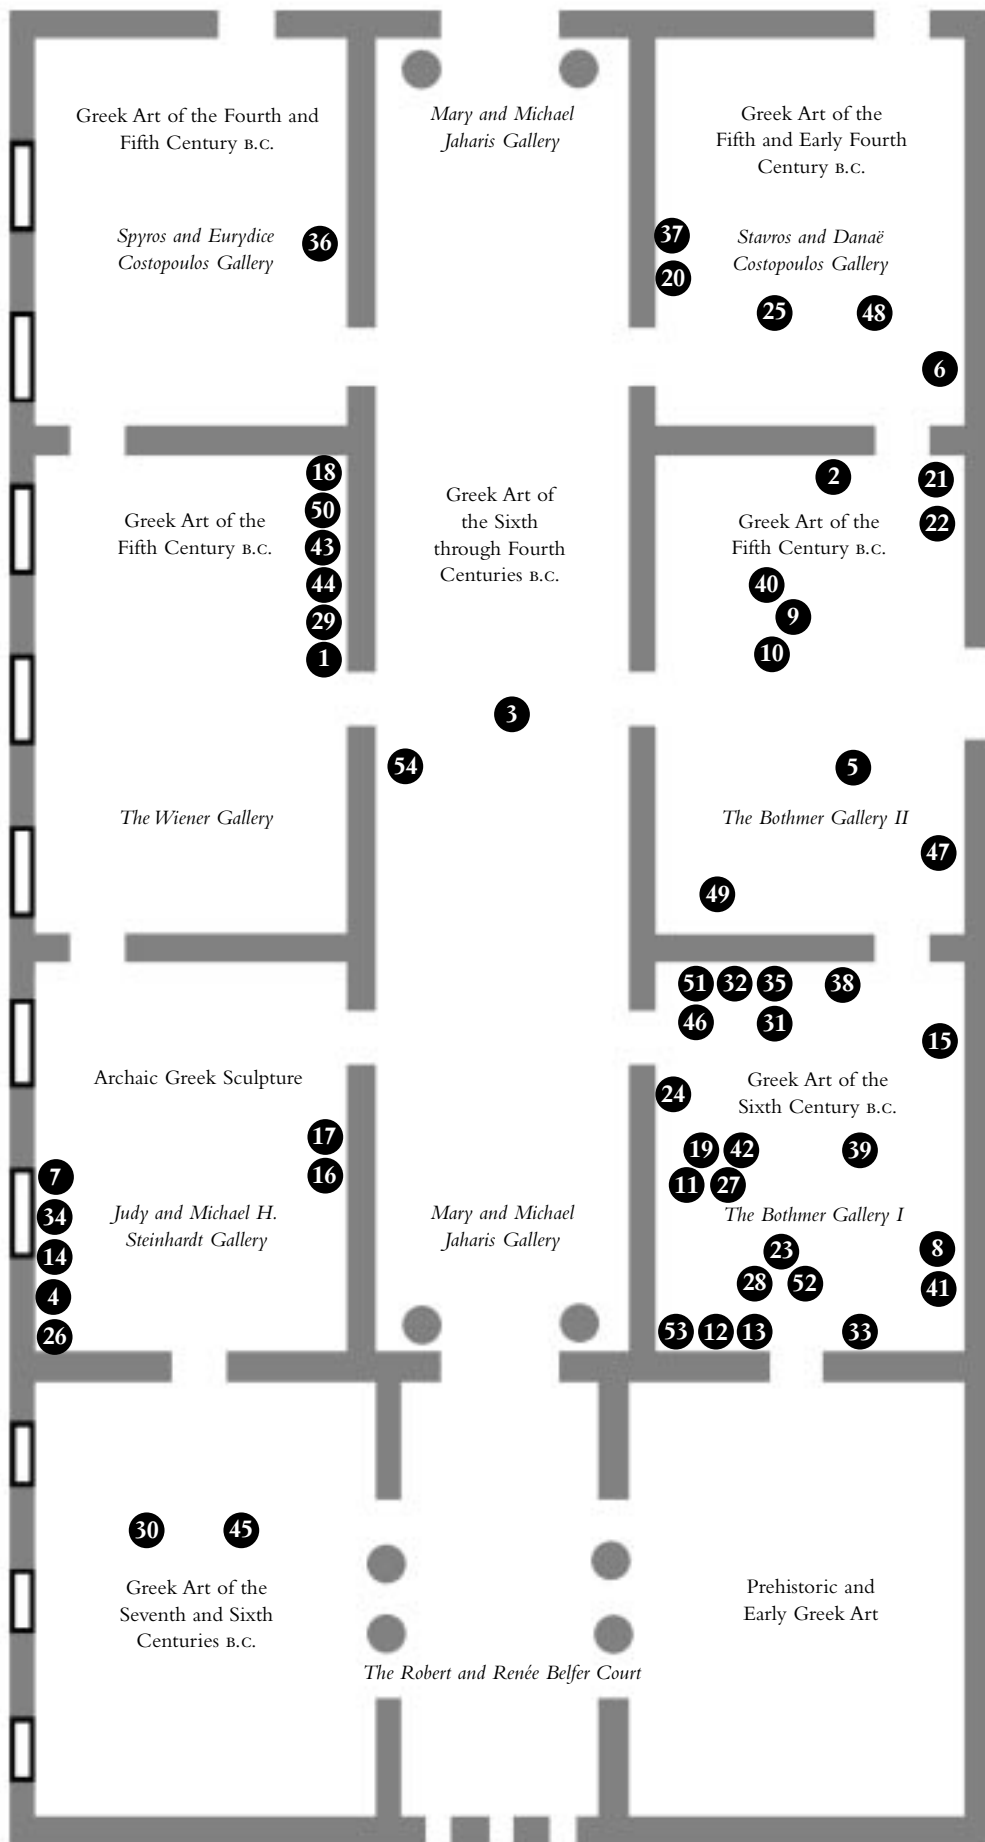 Greek Art of the Fourth and
Fifth Century B.C.
Spyros and Eurydice
Costopoulos Gallery
36
Mary and Michael
Jaharis Gallery
Greek Art of the
Fifth and Early Fourth
Century B.C.
37
Stavros and Danaë
Costopoulos Gallery
20
25
48
6
18
50
43
44
29
1
Greek Art of the
Fifth Century B.C.
The Wiener Gallery
Greek Art of
the Sixth
through Fourth
Centuries B.C.
3
54
2
21
22
Greek Art of the
Fifth Century B.C.
40
9
10
5
The Bothmer Gallery II
47
49
Archaic Greek Sculpture
17
16
7
34
14
4
26
Judy and Michael H.
Steinhardt Gallery
Mary and Michael
Jaharis Gallery
51
32
35
38
46
31
15
Greek Art of the
Sixth Century B.C.
24
19
42
39
11
27
The Bothmer Gallery I
23
8
28
52
41
53
12
13
33
30
45
Greek Art of the
Seventh and Sixth
Centuries B.C.
Prehistoric and
Early Greek Art
The Robert and Renée Belfer Court